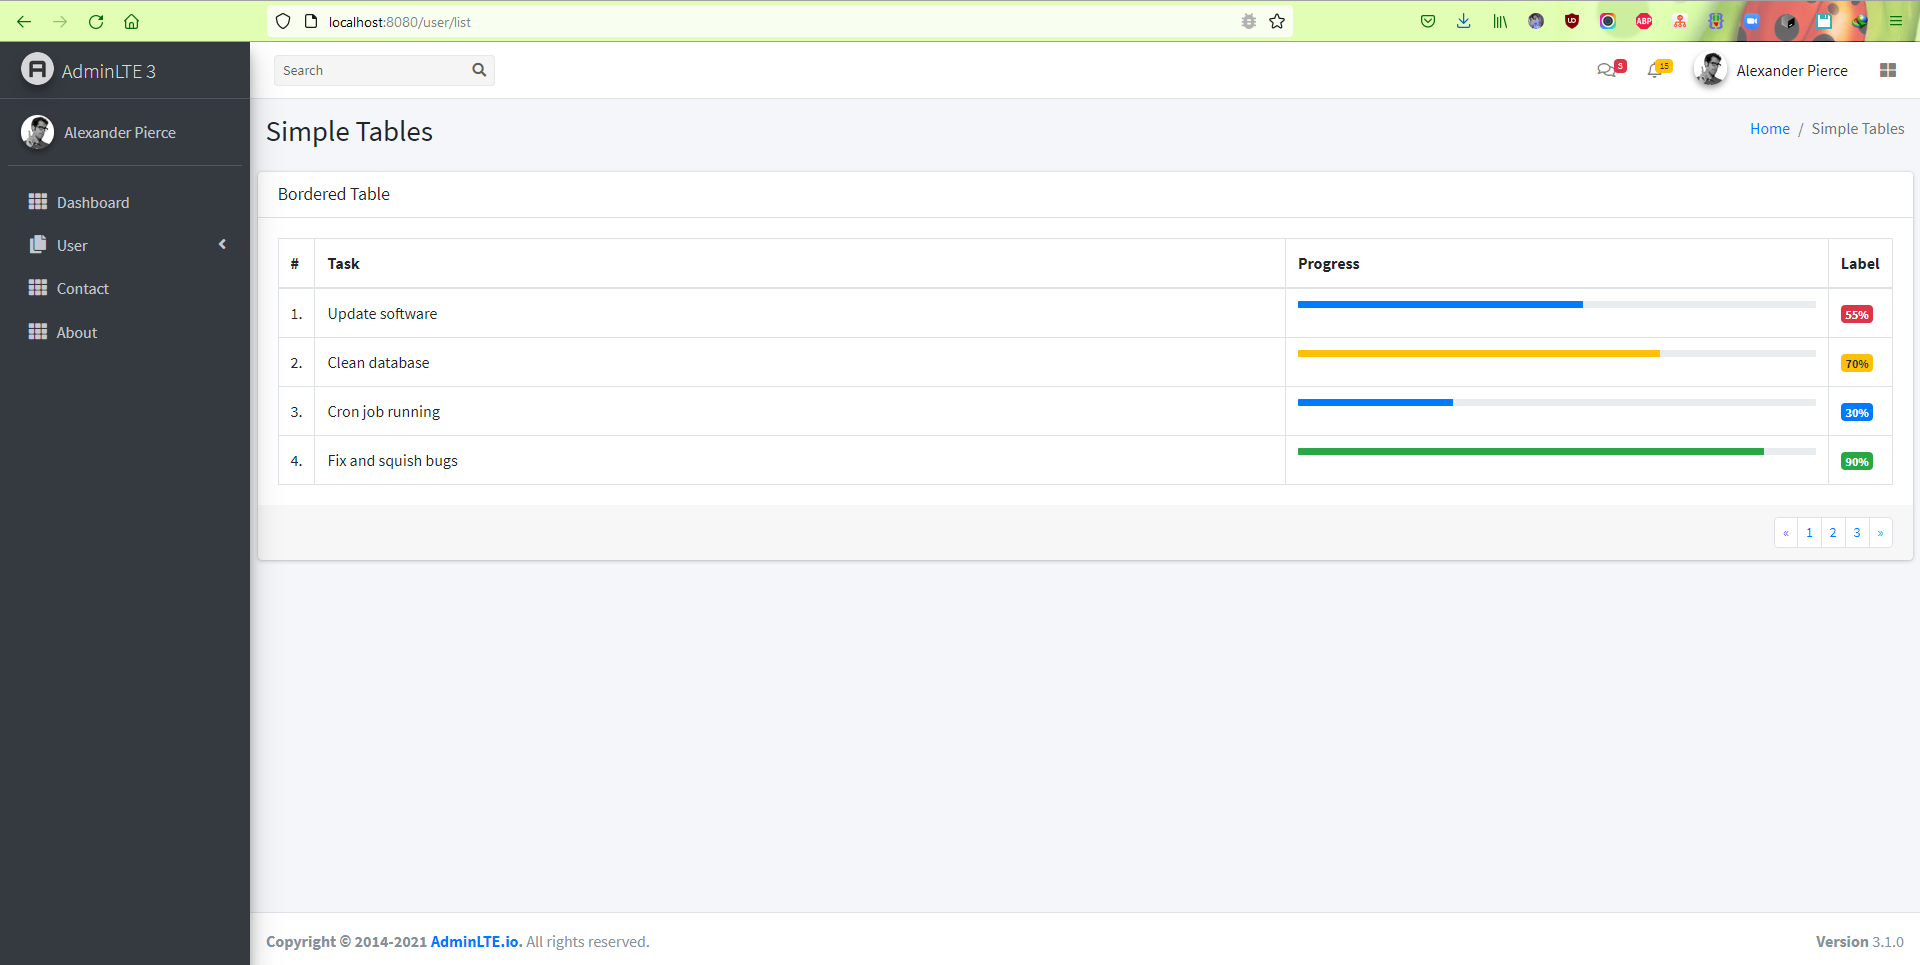 localhost:8080/user/list
UD
ABP
AdminLTE 3
Search
3
15
Alexander Pierce
Alexander Pierce
Dashboard
User
Contact
About
Simple Tables
Home / Simple Tables
Bordered Table
# Task Progress Label
1. Update software 55%
2. Clean database 70%
3. Cron job running 30%
4. Fix and squish bugs 90%
« 1 2 3 »
Copyright © 2014-2021 AdminLTE.io. All rights reserved.
Version 3.1.0